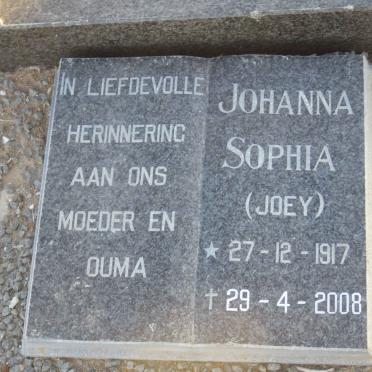 IN LIEFDEVOLLE
HERINNERING
AAN ONS
MOEDER EN
OUMA
JOHANNA
SOPHIA
(JOEY)
★ 27 - 12 - 1917
† 29 - 4 - 2008